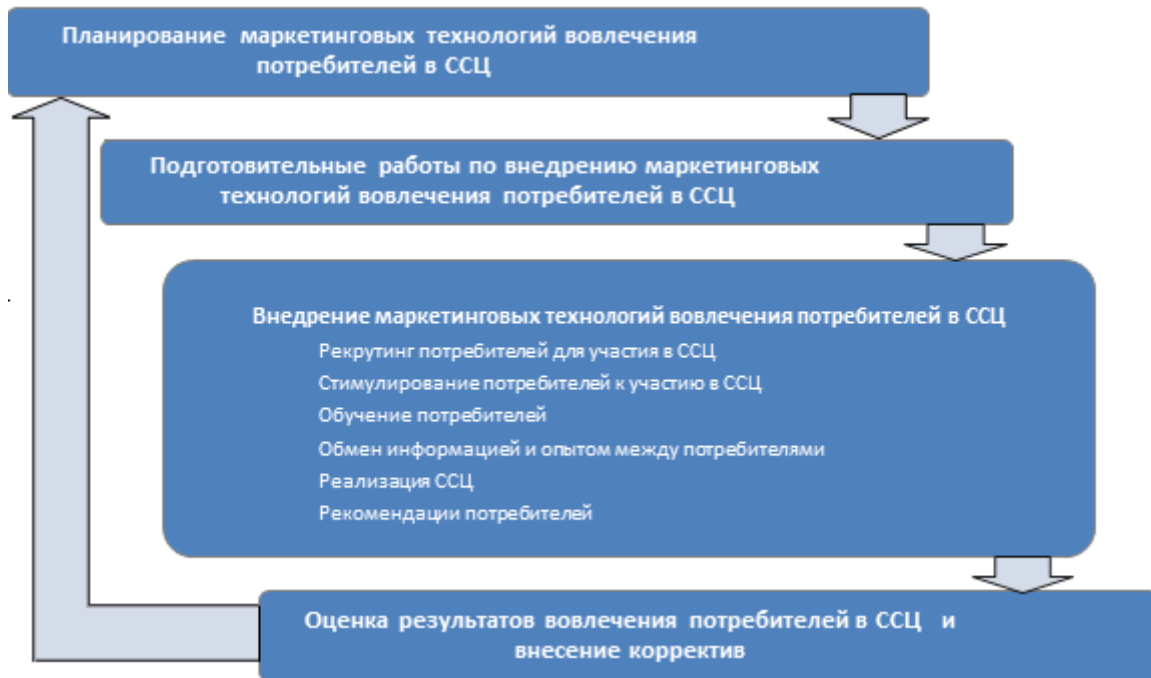 Планирование маркетинговых технологий вовлечения
потребителей в ССЦ
Подготовительные работы по внедрению маркетинговых
технологий вовлечения потребителей в ССЦ
Внедрение маркетинговых технологий вовлечения потребителей в ССЦ
Рекрутинг потребителей для участия в ССЦ
Стимулирование потребителей к участию в ССЦ
Обучение потребителей
Обмен информацией и опытом между потребителями
Реализация ССЦ
Рекомендации потребителей
Оценка результатов вовлечения потребителей в ССЦ и
внесение корректив